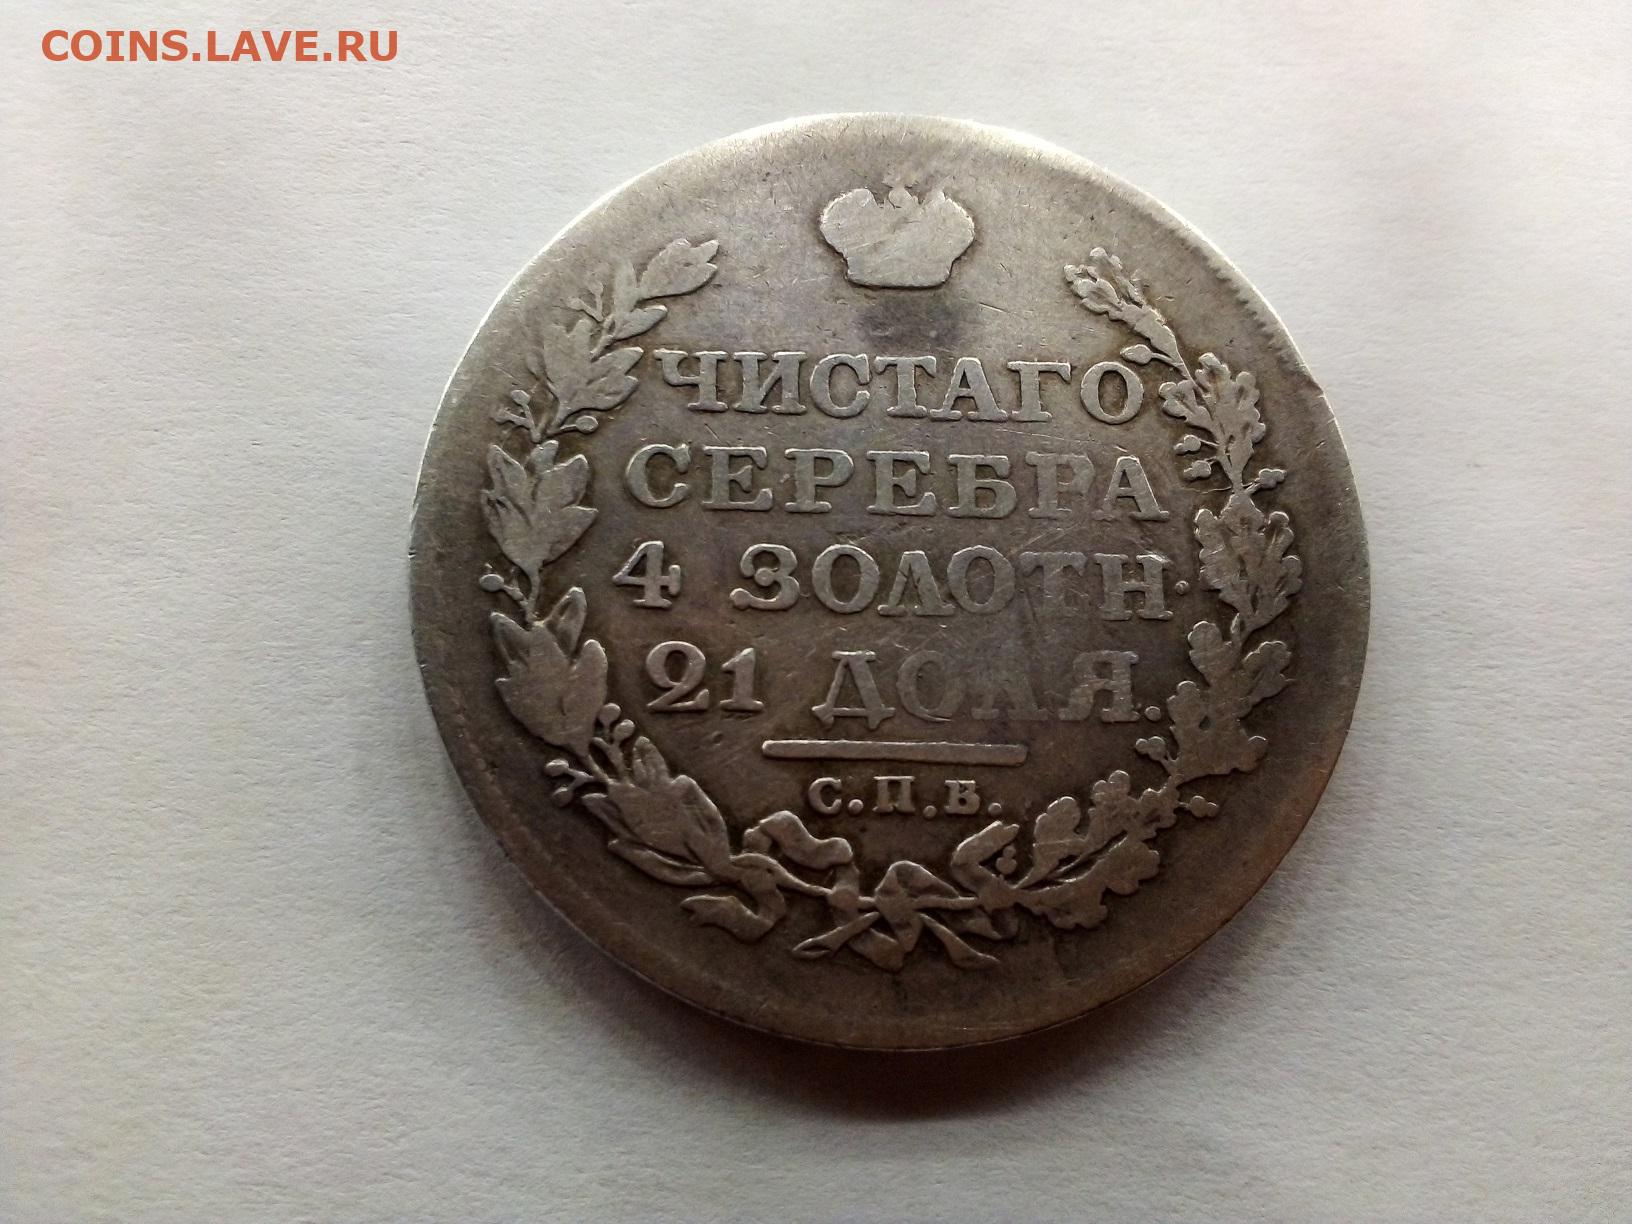 COINS.LAVE.RU
ЧИСТАГО
СЕРЕБРА
4 ЗОЛОТН.
21 ДОЛЯ.
С.П.Б.